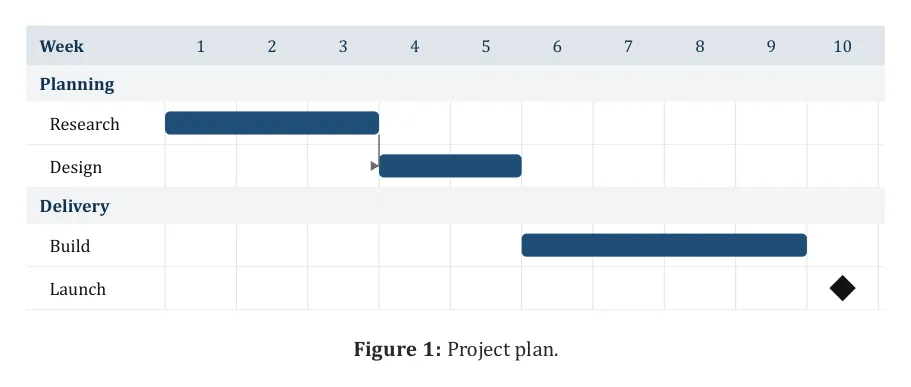 Week 1 2 3 4 5 6 7 8 9 10
Planning
Research
Design
Delivery
Build
Launch
Figure 1: Project plan.